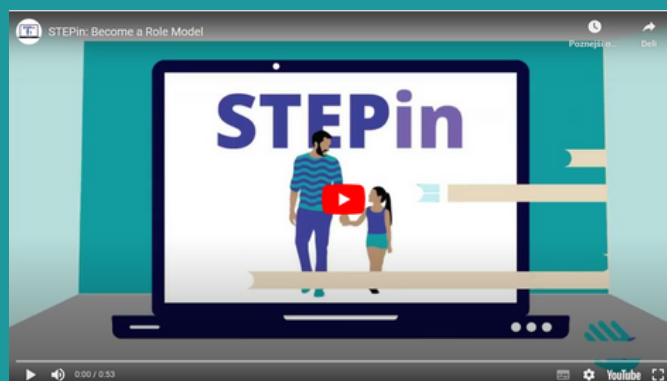 STEPin: Become a Role Model
Poznejši o...
Deli
STEPin
0:00 / 0:53
YouTube